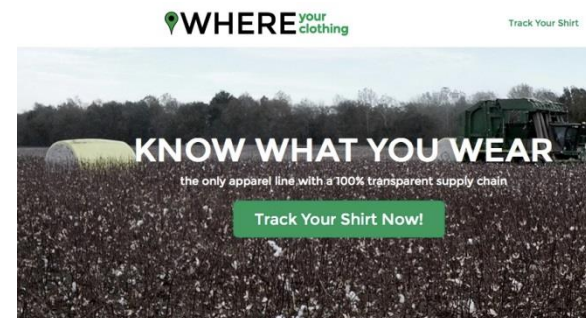 WHERE your clothing
Track Your Shirt
KNOW WHAT YOU WEAR
the only apparel line with a 100% transparent supply chain
Track Your Shirt Now!